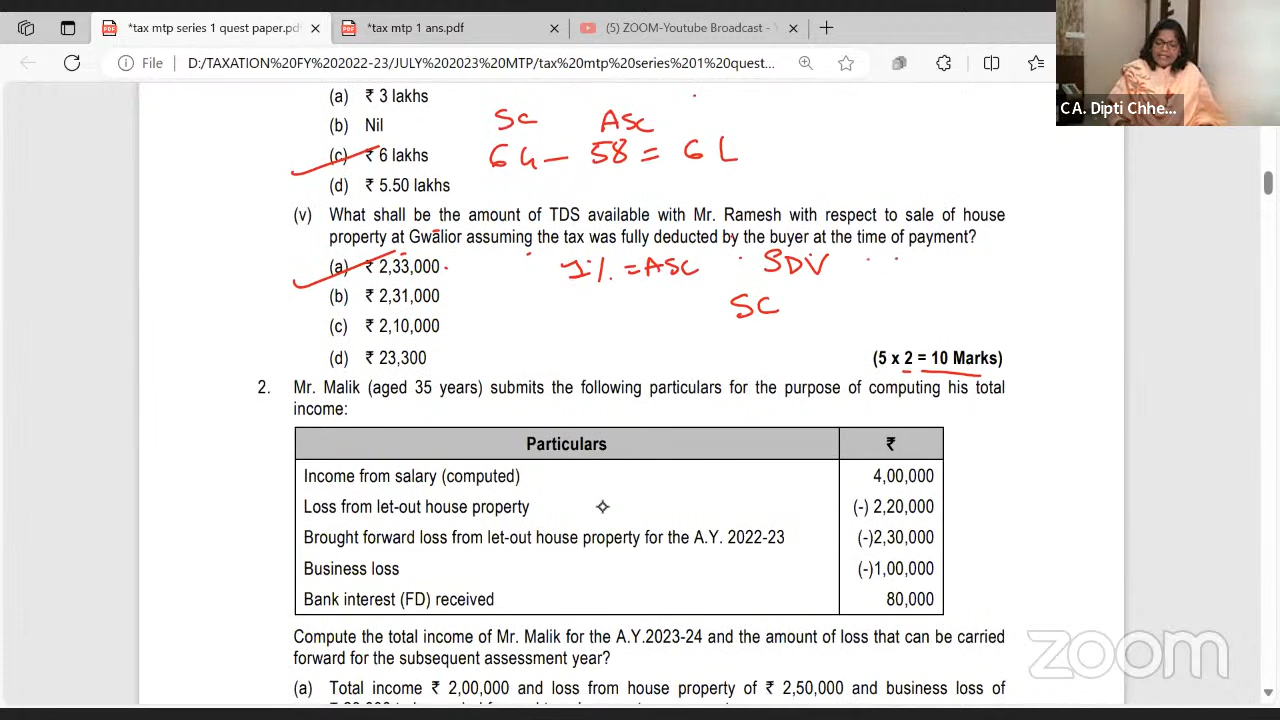 *tax mtp series 1 quest paper.pdf
*tax mtp 1 ans.pdf
(5) ZOOM-Youtube Broadcast -
File
D:/TAXATION%20FY%202022-23/JULY%202023%20MTP/tax%20mtp%20series%201%20quest...
C A. Dipti Chhe...
(a) ₹ 3 lakhs
SC ASC
(b) Nil
(c) ₹ 6 lakhs
64 - 58 = 6 L
(d) ₹ 5.50 lakhs
(v) What shall be the amount of TDS available with Mr. Ramesh with respect to sale of house
property at Gwalior assuming the tax was fully deducted by the buyer at the time of payment?
(a) ₹ 2,33,000
1% = ASC SDV
(b) ₹ 2,31,000
SC
(c) ₹ 2,10,000
(d) ₹ 23,300
(5 x 2 = 10 Marks)
2. Mr. Malik (aged 35 years) submits the following particulars for the purpose of computing his total
income:
Particulars ₹
Income from salary (computed) 4,00,000
Loss from let-out house property (-) 2,20,000
Brought forward loss from let-out house property for the A.Y. 2022-23 (-)2,30,000
Business loss (-)1,00,000
Bank interest (FD) received 80,000
Compute the total income of Mr. Malik for the A.Y.2023-24 and the amount of loss that can be carried
forward for the subsequent assessment year?
(a) Total income ₹ 2,00,000 and loss from house property of ₹ 2,50,000 and business loss of
zoom